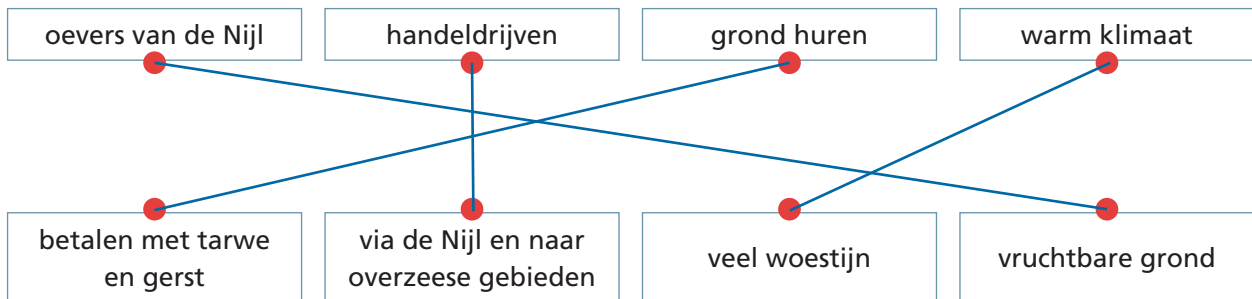 oevers van de Nijl
handeldrijven
grond huren
warm klimaat
betalen met tarwe
en gerst
via de Nijl en naar
overzeese gebieden
veel woestijn
vruchtbare grond